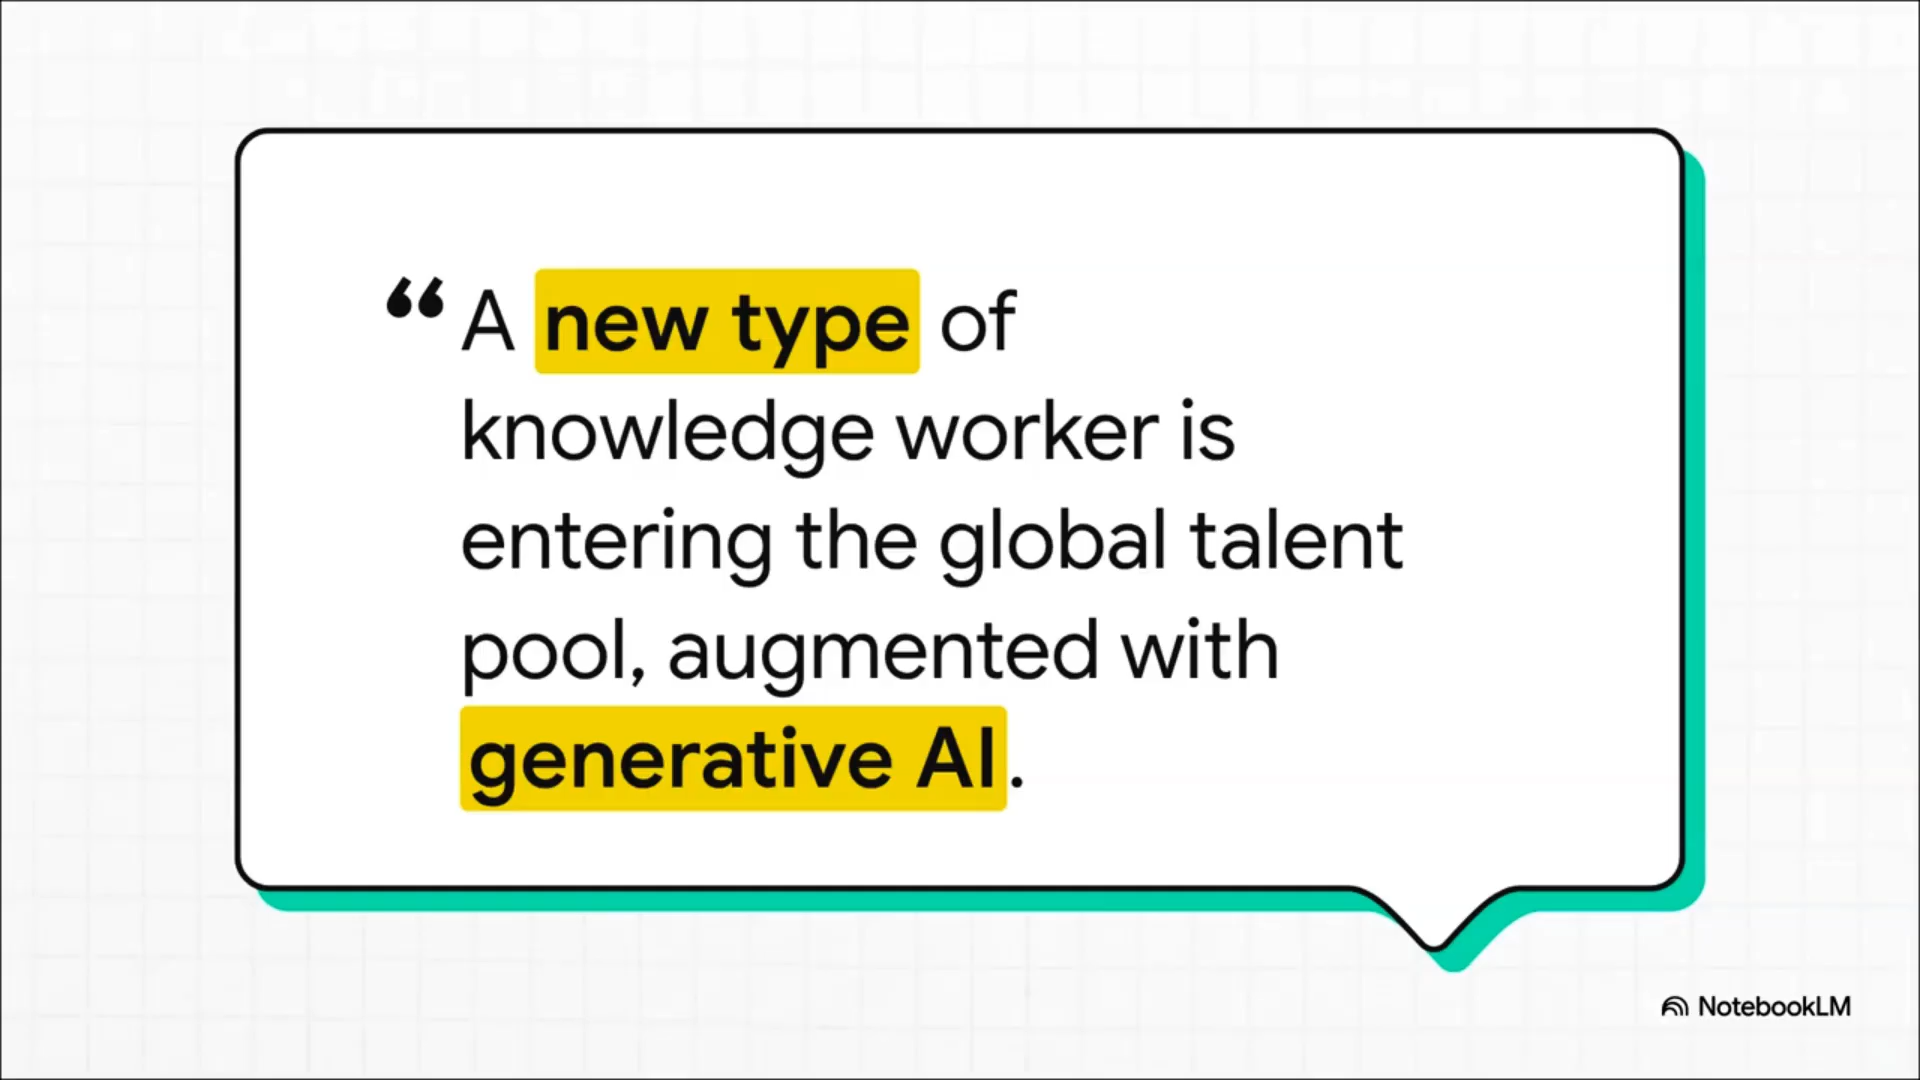 “A new type of
knowledge worker is
entering the global talent
pool, augmented with
generative AI.
NotebookLM